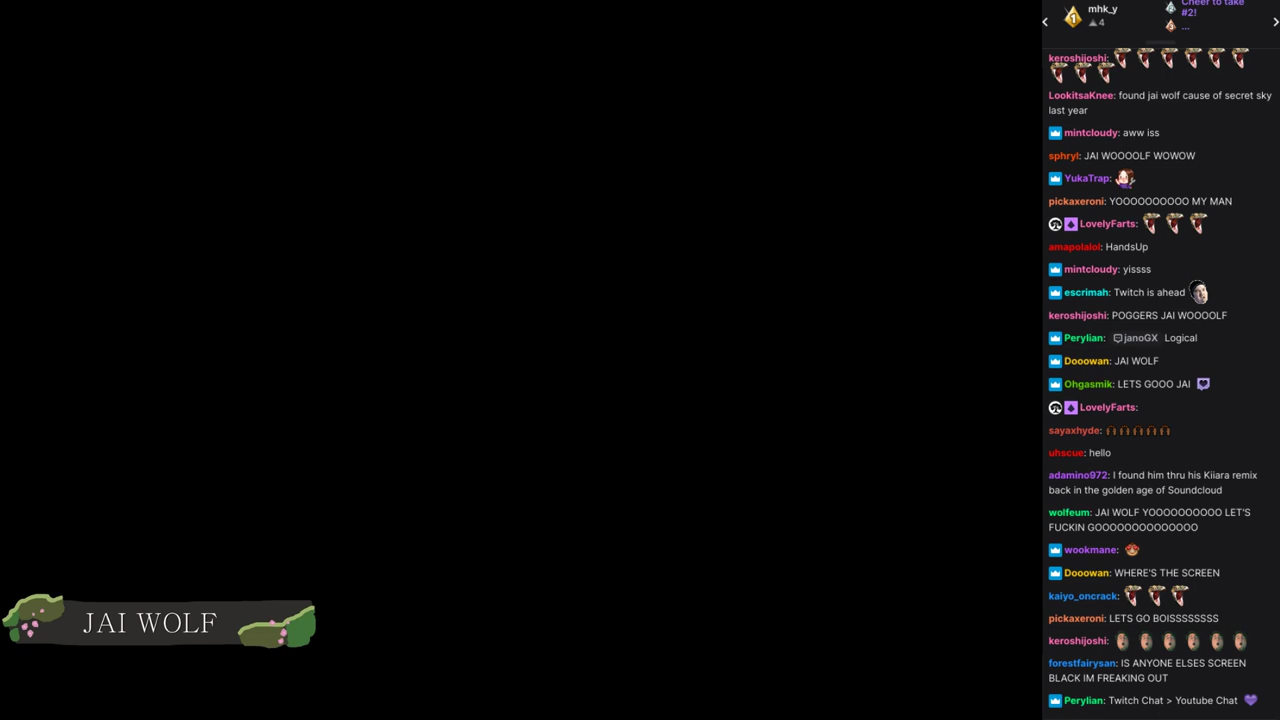 mhk_y
4
Cheer to take
#2!
...
keroshijoshi:
LookitsaKnee: found jai wolf cause of secret sky
last year
mintcloudy: aww iss
sphryl: JAI WOOOOLF WOWOW
YukaTrap:
pickaxeroni: YOOOOOOOOOO MY MAN
LovelyFarts:
amapolalol: HandsUp
mintcloudy: yissss
escrimah: Twitch is ahead
keroshijoshi: POGGERS JAI WOOOOLF
Perylian: janoGX Logical
Dooowan: JAI WOLF
Ohgasmik: LETS GOOO JAI
LovelyFarts:
sayaxhyde:
uhscue: hello
adamino972: I found him thru his Kiiara remix
back in the golden age of Soundcloud
wolfeum: JAI WOLF YOOOOOOOOOO LET'S
FUCKIN GOOOOOOOOOOOOOO
wookmane:
Dooowan: WHERE'S THE SCREEN
kaiyo_oncrack:
pickaxeroni: LETS GO BOISSSSSSSS
keroshijoshi:
forestfairysan: IS ANYONE ELSES SCREEN
BLACK IM FREAKING OUT
Perylian: Twitch Chat > Youtube Chat
JAI WOLF